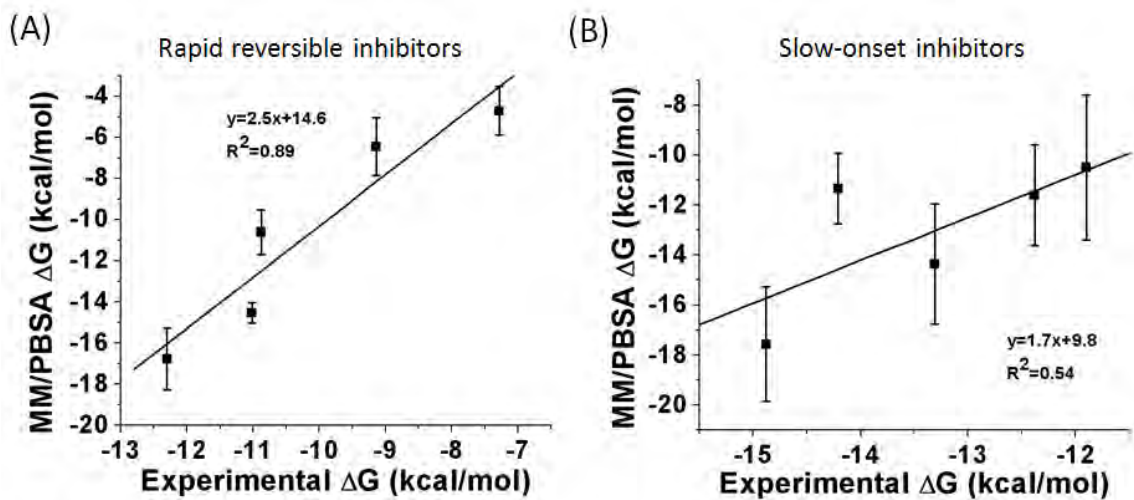 (A)
Rapid reversible inhibitors
MM/PBSA ΔG (kcal/mol)
-4
-6
-8
-10
-12
-14
-16
-18
-20
y=2.5x+14.6
R²=0.89
-13 -12 -11 -10 -9 -8 -7
Experimental ΔG (kcal/mol)
(B)
Slow-onset inhibitors
MM/PBSA ΔG (kcal/mol)
-8
-10
-12
-14
-16
-18
-20
y=1.7x+9.8
R²=0.54
-15 -14 -13 -12
Experimental ΔG (kcal/mol)